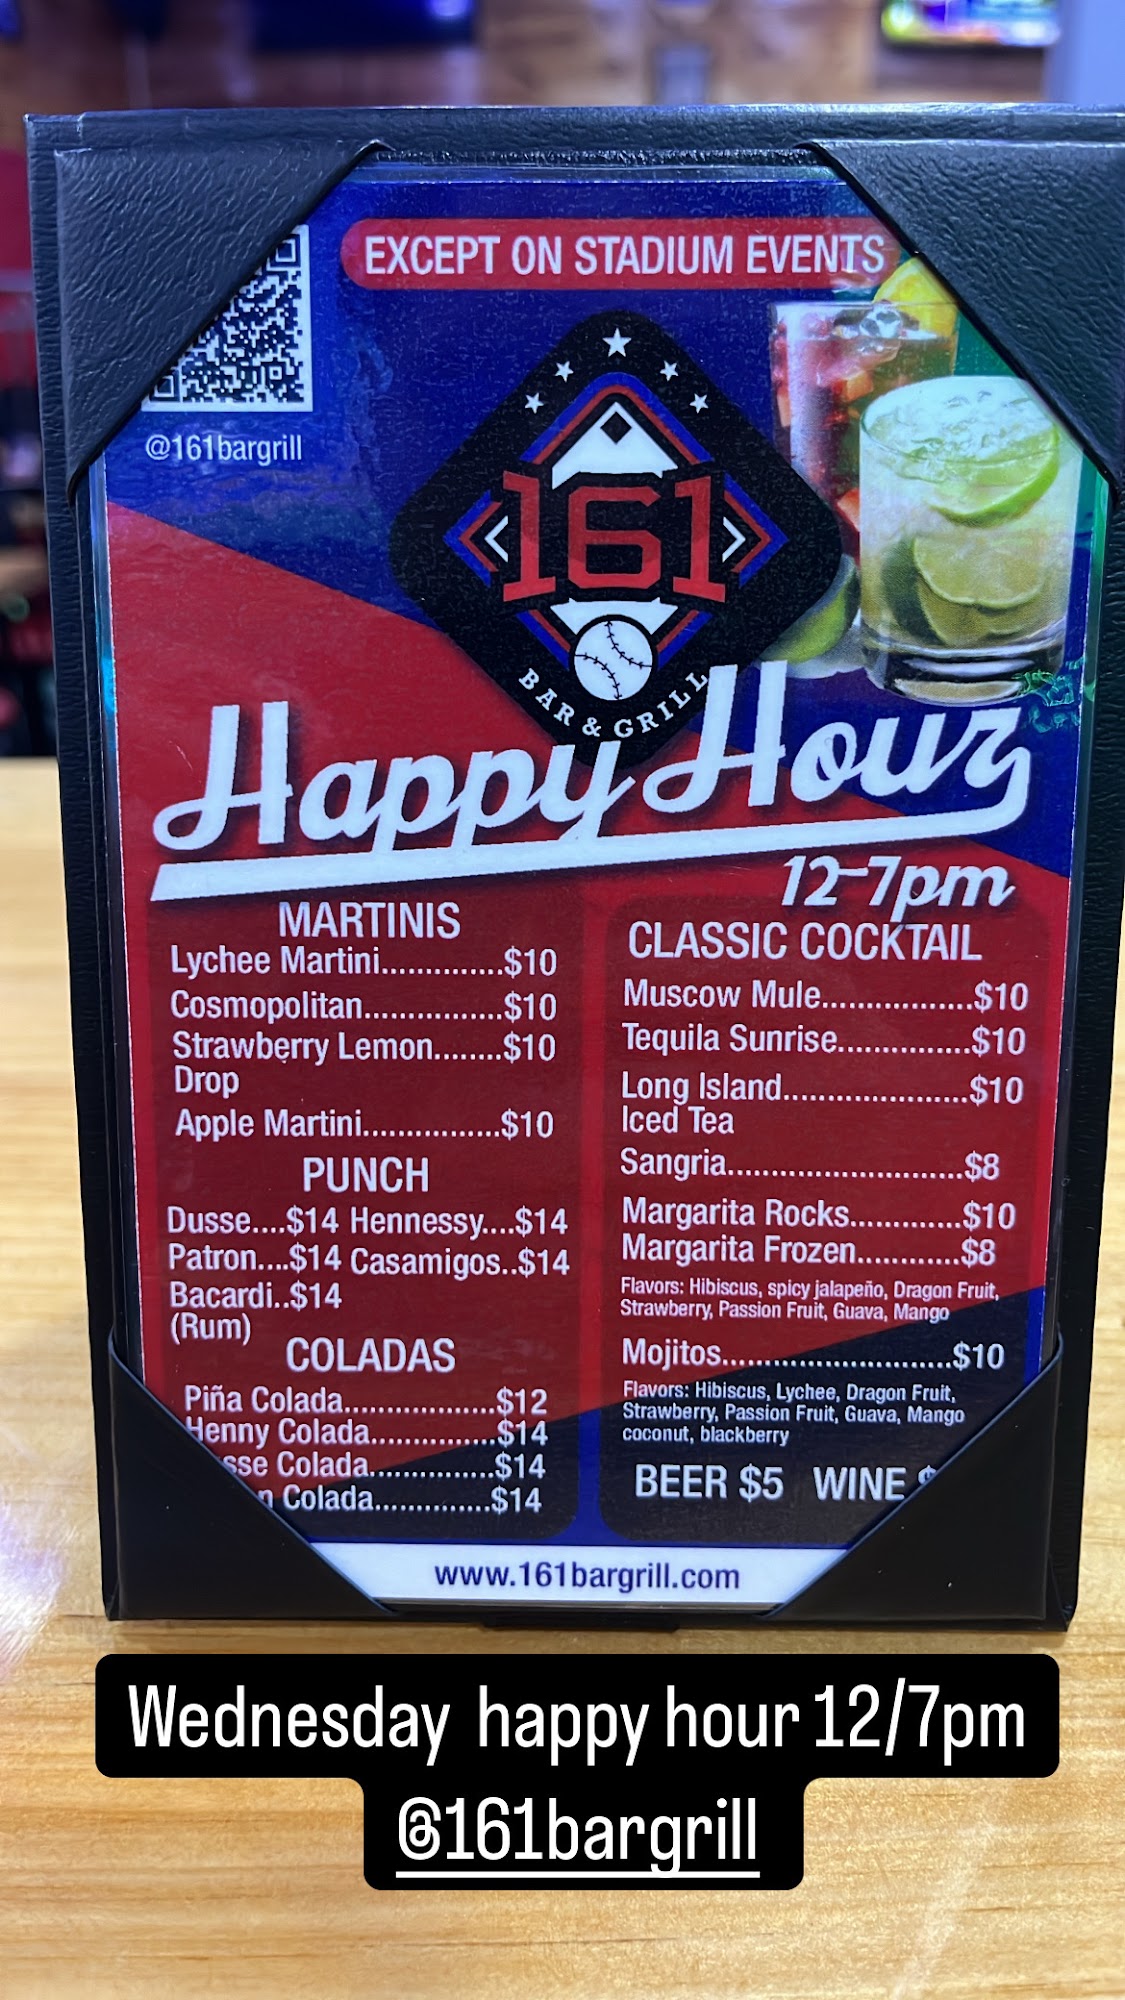 EXCEPT ON STADIUM EVENTS
@161bargrill
161
BAR & GRILL
Happy Hour
12-7pm
MARTINIS
Lychee Martini..............$10
Cosmopolitan................$10
Strawberry Lemon........$10
Drop
Apple Martini................$10
PUNCH
Dusse....$14 Hennessy....$14
Patron....$14 Casamigos..$14
Bacardi..$14
(Rum)
COLADAS
Piña Colada..................$12
Henny Colada...............$14
Colada...............$14
Colada..............$14
CLASSIC COCKTAIL
Muscow Mule..................$10
Tequila Sunrise................$10
Long Island......................$10
Iced Tea
Sangria............................$8
Margarita Rocks.............$10
Margarita Frozen............$8
Flavors: Hibiscus, spicy jalapeño, Dragon Fruit,
Strawberry, Passion Fruit, Guava, Mango
Mojitos...........................$10
Flavors: Hibiscus, Lychee, Dragon Fruit,
Strawberry, Passion Fruit, Guava, Mango
coconut, blackberry
BEER $5 WINE
www.161bargrill.com
Wednesday happy hour 12/7pm
@161bargrill